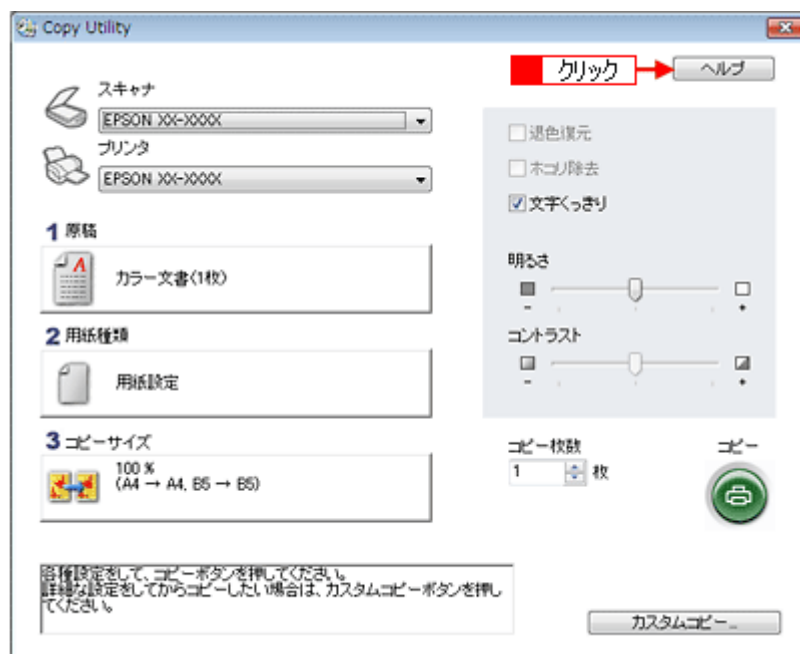 Copy Utility
クリック
ヘルプ
スキャナ
EPSON XX-XXXX
プリンタ
EPSON XX-XXXX
1 原稿
カラー文書(1枚)
2 用紙種類
用紙設定
3 コピーサイズ
100 %
(A4 → A4, B5 → B5)
退色復元
ホコリ除去
文字くっきり
明るさ
- +
コントラスト
- +
コピー枚数
1 枚
コピー
各種設定をして、コピーボタンを押してください。
詳細な設定をしてからコピーしたい場合は、カスタムコピーボタンを押し
てください。
カスタムコピー...